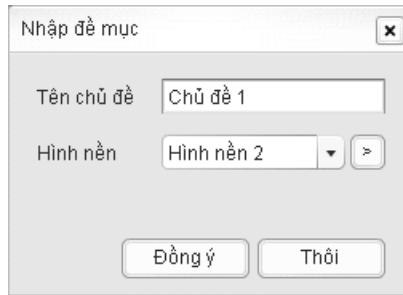 Nhập đề mục
Tên chủ đề Chủ đề 1
Hình nền Hình nền 2 >
Đồng ý Thôi